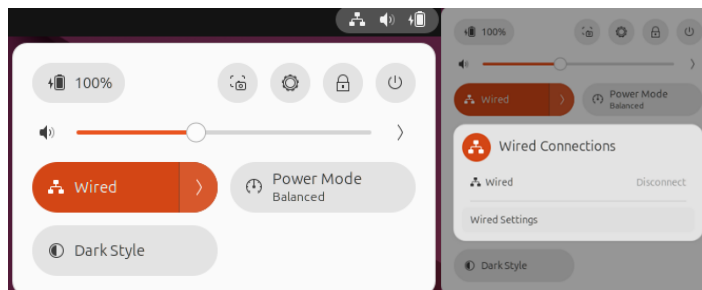 100%
Wired
Power Mode
Balanced
Dark Style
100%
Wired
Power Mode
Balanced
Wired Connections
Wired
Disconnect
Wired Settings
Dark Style